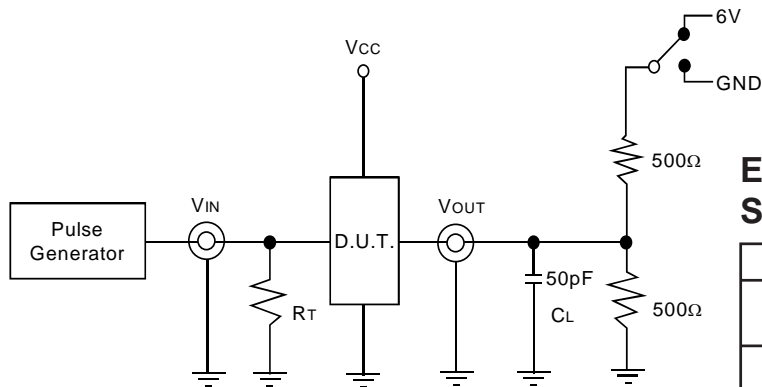 6V
GND
VCC
500Ω
VIN
VOUT
Pulse
Generator
D.U.T.
50pF
RT
CL
500Ω
E
S